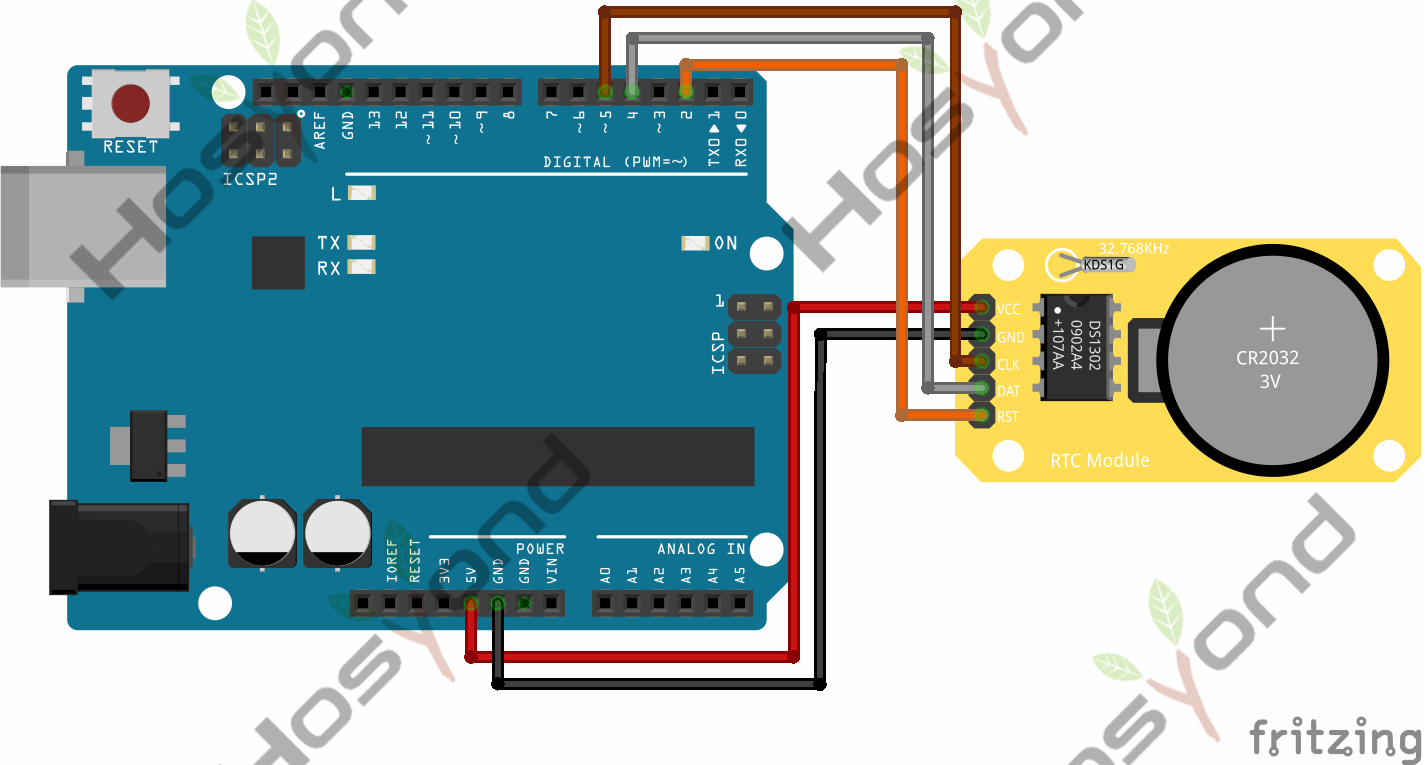 RESET
ICSP2
AREF
GND
13
12
~11
~10
~9
8
7
~6
~5
4
~3
2
TX0▶1
RX0◀0
DIGITAL (PWM=~)
L
TX
RX
ON
1
ICSP
32.768KHz
KDS1G
VCC
GND
CLK
DAT
RST
DS1302
0902A4
+107AA
CR2032
3V
RTC Module
POWER
ANALOG IN
IOREF
RESET
3V3
5V
GND
GND
VIN
A0
A1
A2
A3
A4
A5
Hosyond
Hosyond
Hosyond
Hosyond
fritzing